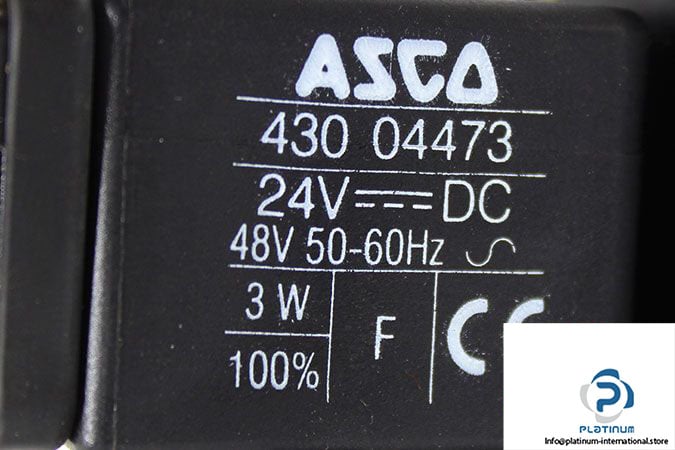 ASCO
430 04473
24V DC
48V 50-60Hz
3 W
100%
F
CE
PLATINUM
Info@platinum-international.store